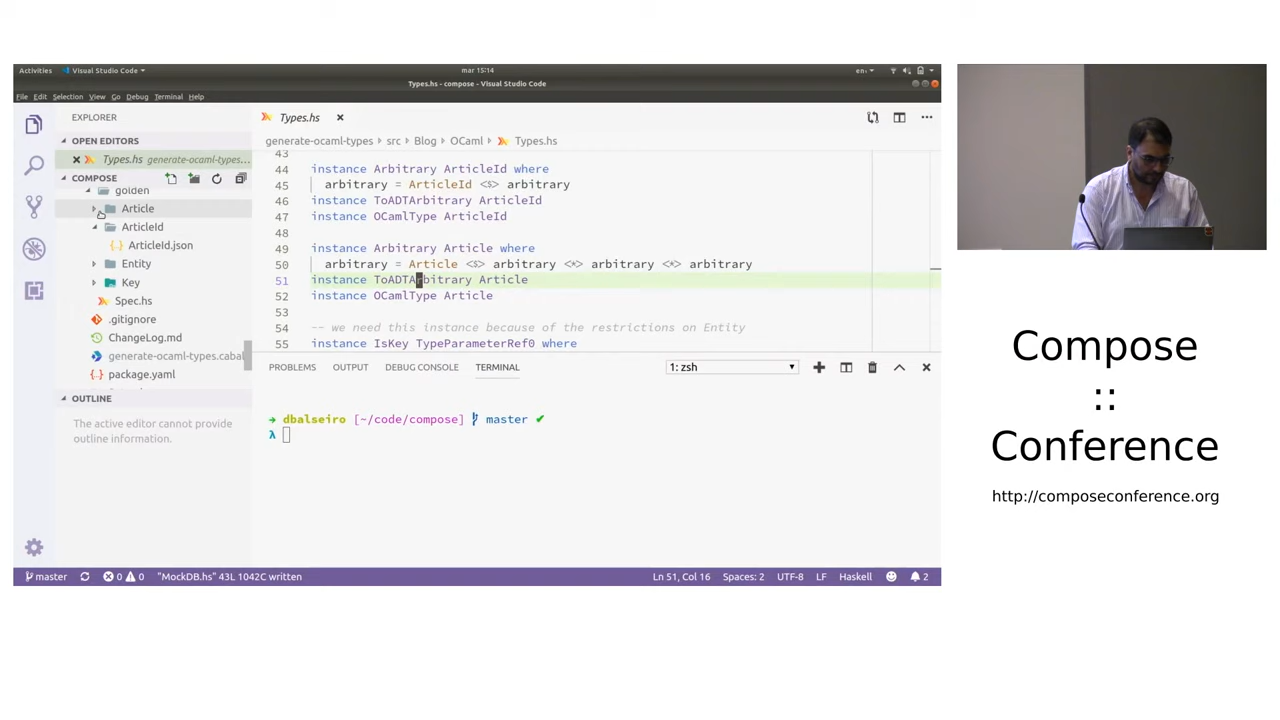 Activities Visual Studio Code mar 15:14 en₁
Types.hs - compose - Visual Studio Code
File Edit Selection View Go Debug Terminal Help
EXPLORER
OPEN EDITORS
Types.hs generate-ocaml-types...
COMPOSE
golden
Article
ArticleId
ArticleId.json
Entity
Key
Spec.hs
.gitignore
ChangeLog.md
generate-ocaml-types.cabal
package.yaml
OUTLINE
The active editor cannot provide
outline information.
Types.hs
generate-ocaml-types › src › Blog › OCaml › Types.hs
43
44 instance Arbitrary ArticleId where
45 arbitrary = ArticleId <$> arbitrary
46 instance ToADTArbitrary ArticleId
47 instance OCamlType ArticleId
48
49 instance Arbitrary Article where
50 arbitrary = Article <$> arbitrary <*> arbitrary <*> arbitrary
51 instance ToADTArbitrary Article
52 instance OCamlType Article
53
54 -- we need this instance because of the restrictions on Entity
55 instance IsKey TypeParameterRef0 where
PROBLEMS OUTPUT DEBUG CONSOLE TERMINAL 1: zsh
→ dbalseiro [~/code/compose] master ✔
λ
master 0 0 "MockDB.hs" 43L 1042C written Ln 51, Col 16 Spaces: 2 UTF-8 LF Haskell 2
Compose
::
Conference
http://composeconference.org